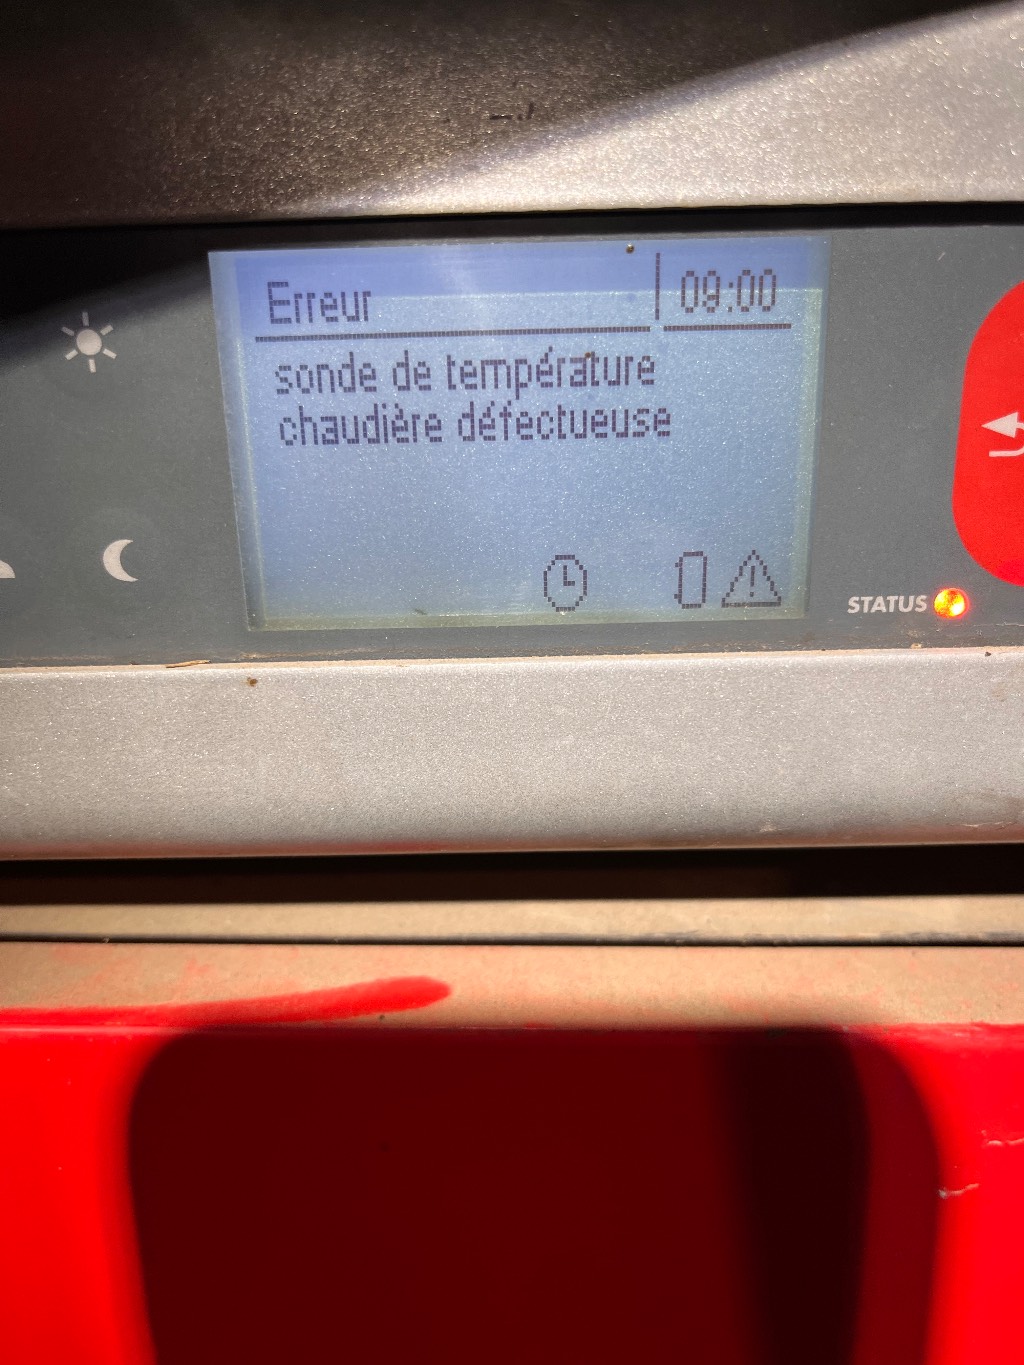 Erreur 09:00
sonde de température
chaudière défectueuse
STATUS